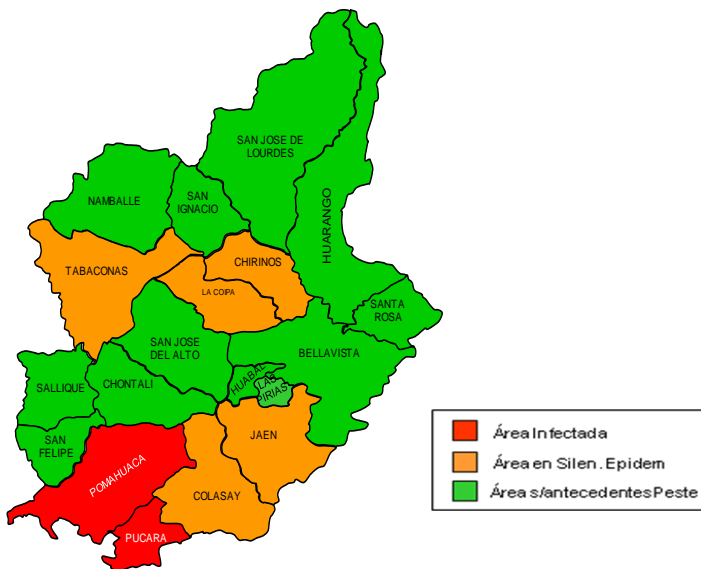 SAN JOSE DE
LOURDES
NAMBALLE
SAN
IGNACIO
HUARANGO
TABACONAS
CHIRINOS
LA COIPA
SANTA
ROSA
SAN JOSE
DEL ALTO
BELLAVISTA
HUABAL
LAS
PIRIAS
SALLIQUE
CHONTALI
JAEN
SAN
FELIPE
POMAHUACA
COLASAY
PUCARA
Área Infectada
Área en Silen. Epidem
Área s/antecedentes Peste